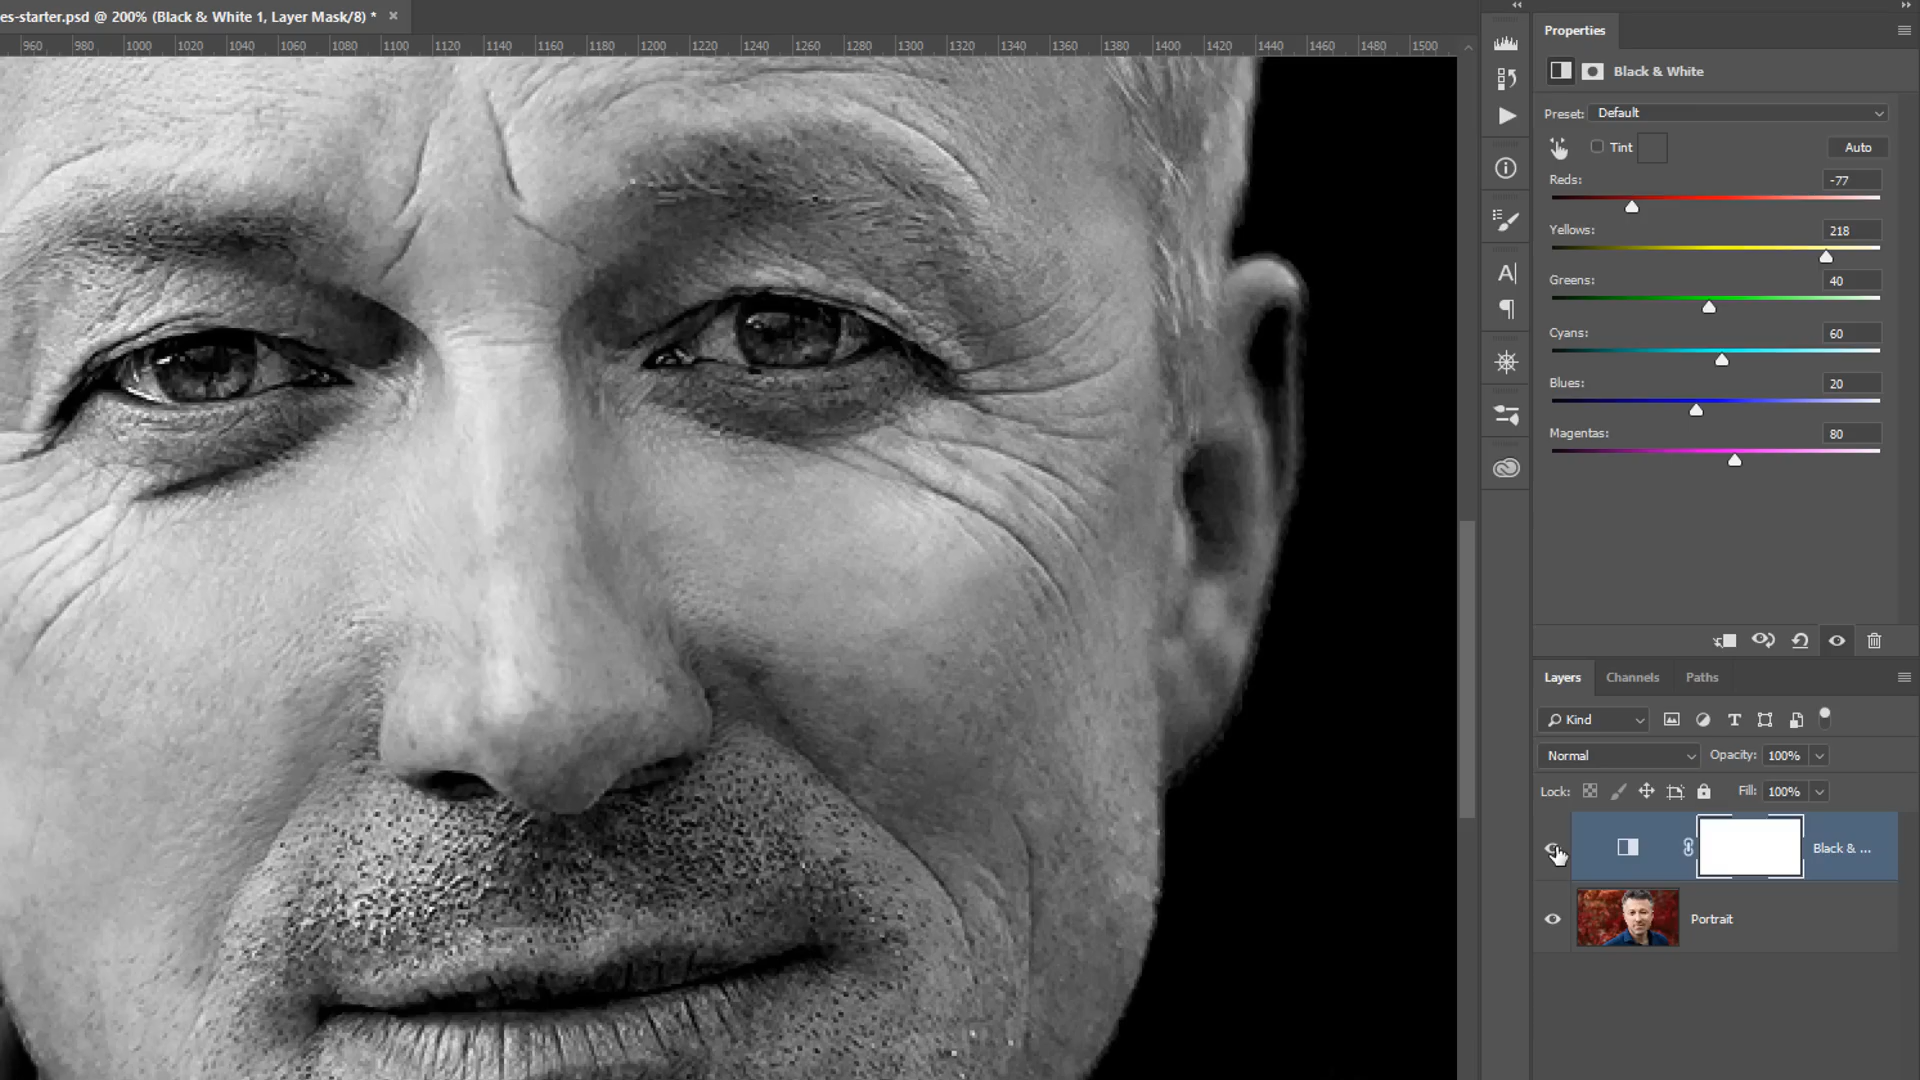 es-starter.psd @ 200% (Black & White 1, Layer Mask/8) *
960 980 1000 1020 1040 1060 1080 1100 1120 1140 1160 1180 1200 1220 1240 1260 1280 1300 1320 1340 1360 1380 1400 1420 1440 1460 1480 1500
Properties
Black & White
Preset: Default
Tint Auto
Reds: -77
Yellows: 218
Greens: 40
Cyans: 60
Blues: 20
Magentas: 80
Layers Channels Paths
Kind
Normal Opacity: 100%
Lock: Fill: 100%
Black & ...
Portrait